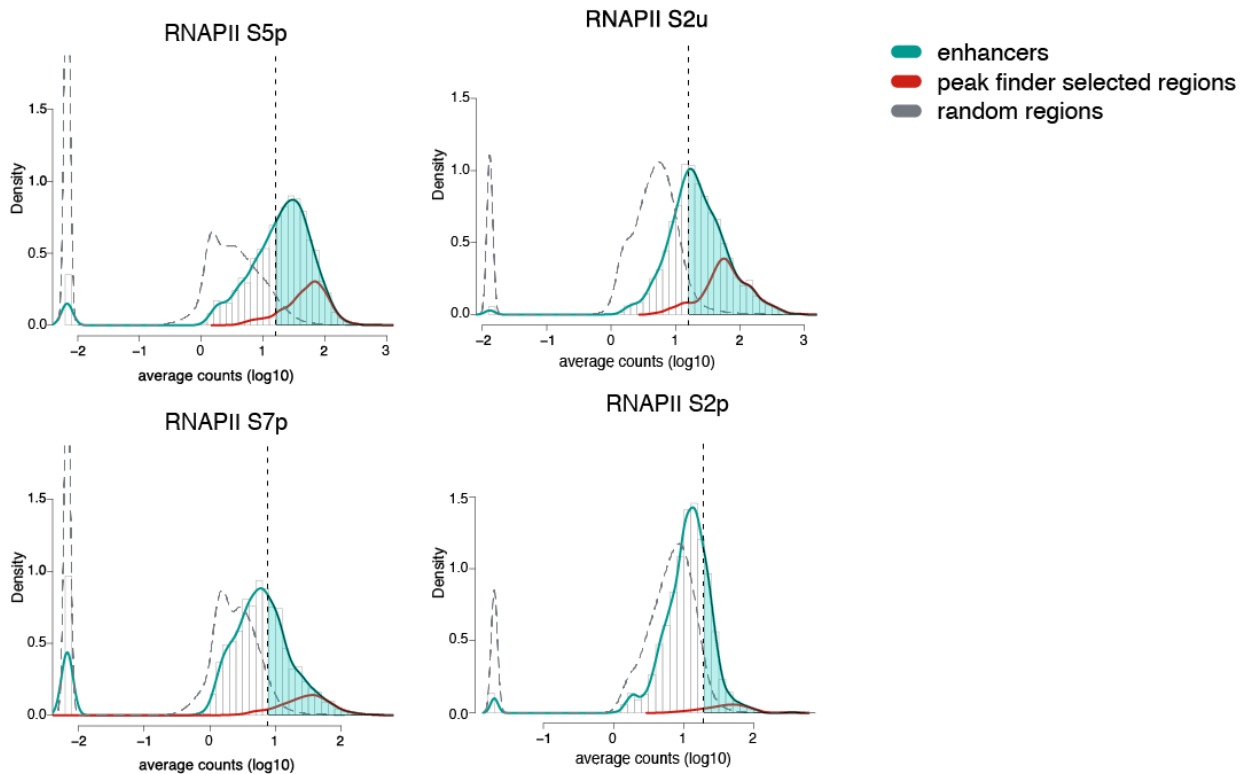 RNAPII S5p
Density
1.5
1.0
0.5
0.0
−2 −1 0 1 2 3
average counts (log10)
RNAPII S2u
Density
1.5
1.0
0.5
0.0
−2 −1 0 1 2 3
average counts (log10)
enhancers
peak finder selected regions
random regions
RNAPII S7p
Density
1.5
1.0
0.5
0.0
−2 −1 0 1 2
average counts (log10)
RNAPII S2p
Density
1.5
1.0
0.5
0.0
−1 0 1 2
average counts (log10)